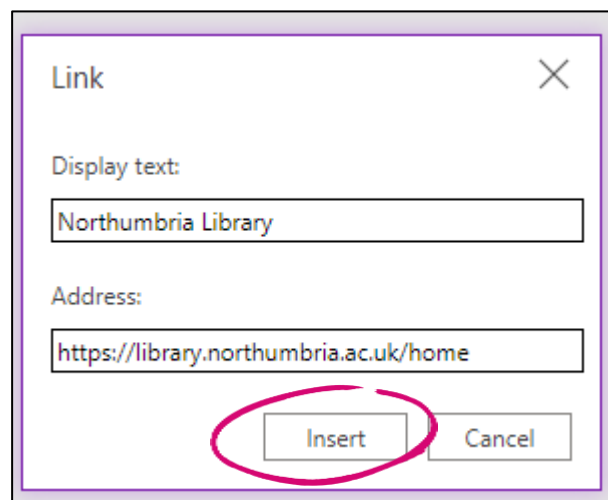 Link
Display text:
Northumbria Library
Address:
https://library.northumbria.ac.uk/home
Insert Cancel